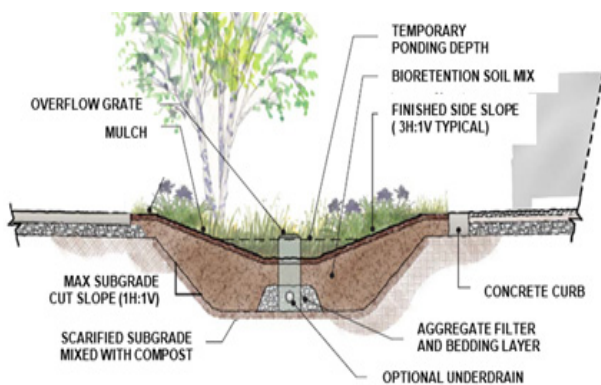 TEMPORARY
PONDING DEPTH
BIORETENTION SOIL MIX
OVERFLOW GRATE
FINISHED SIDE SLOPE
( 3H:1V TYPICAL)
MULCH
MAX SUBGRADE
CUT SLOPE (1H:1V)
CONCRETE CURB
SCARIFIED SUBGRADE
MIXED WITH COMPOST
AGGREGATE FILTER
AND BEDDING LAYER
OPTIONAL UNDERDRAIN